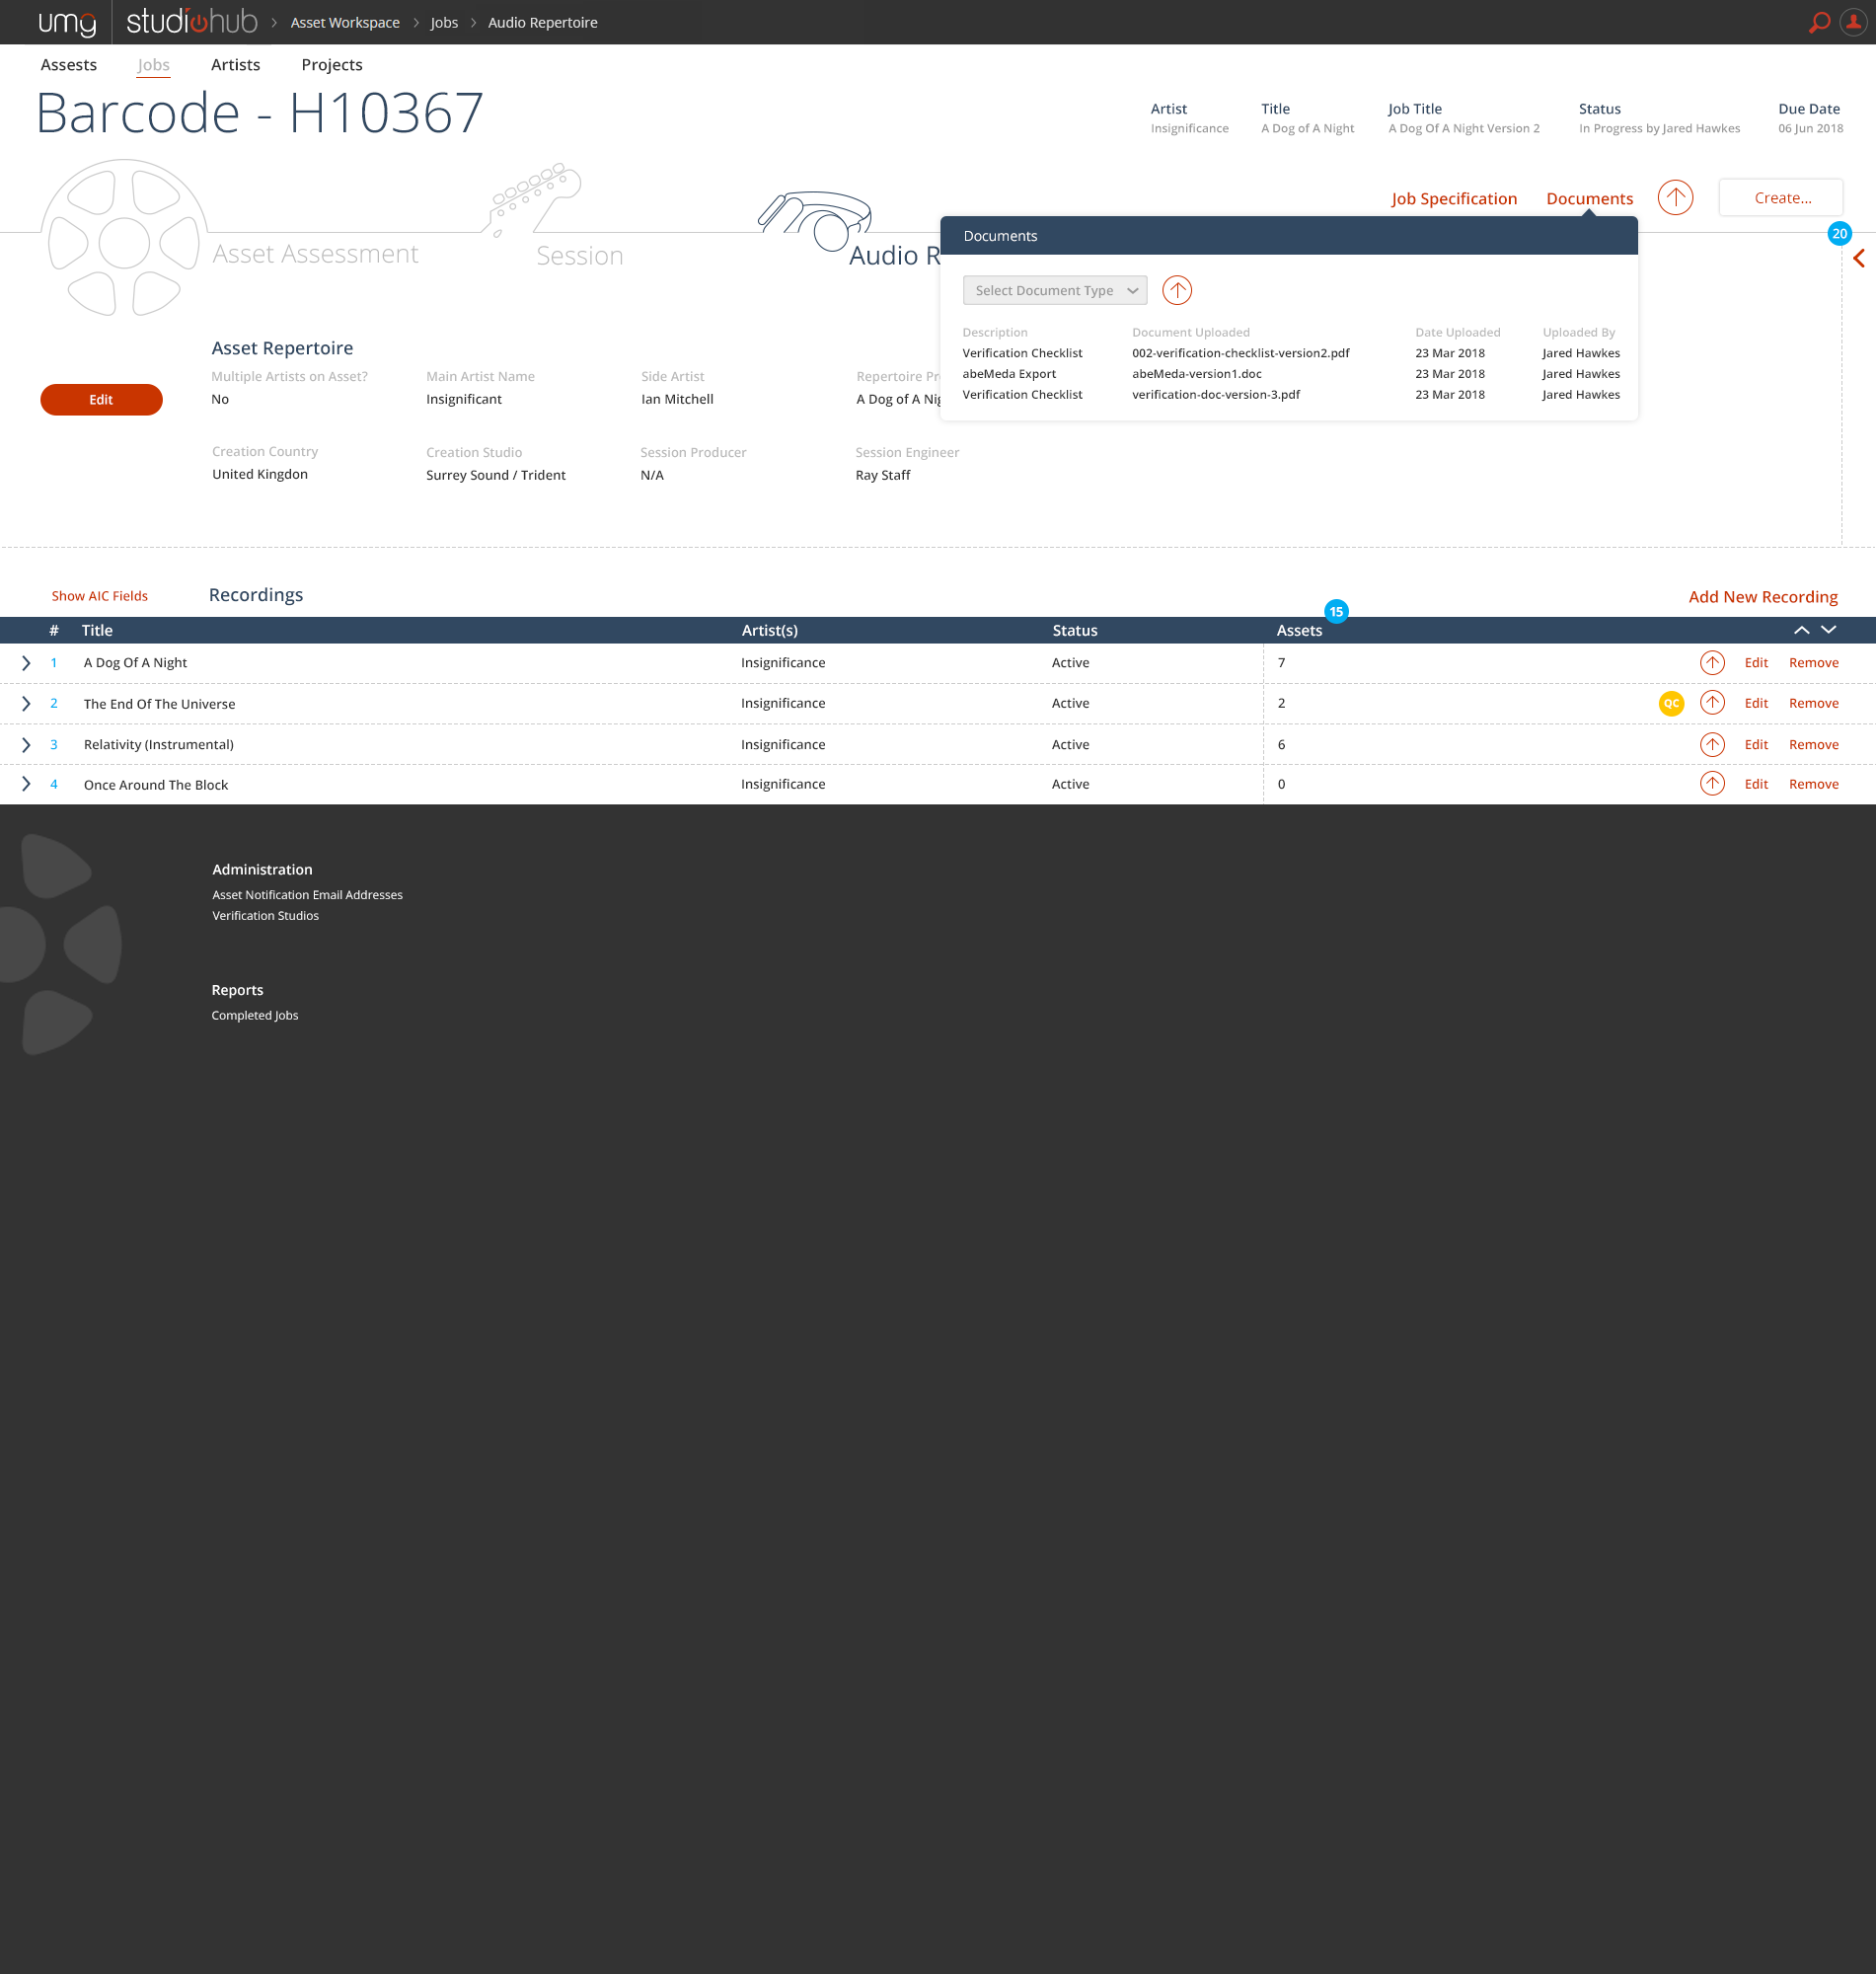 umg studiohub > Asset Workspace > Jobs > Audio Repertoire
Assests Jobs Artists Projects
Barcode - H10367
Artist Title Job Title Status Due Date
Insignificance A Dog of A Night A Dog Of A Night Version 2 In Progress by Jared Hawkes 06 Jun 2018
Job Specification Documents Create...
Asset Assessment Session Audio R
20
Documents
Select Document Type
Description Document Uploaded Date Uploaded Uploaded By
Verification Checklist 002-verification-checklist-version2.pdf 23 Mar 2018 Jared Hawkes
abeMeda Export abeMeda-version1.doc 23 Mar 2018 Jared Hawkes
Verification Checklist verification-doc-version-3.pdf 23 Mar 2018 Jared Hawkes
Asset Repertoire
Multiple Artists on Asset? Main Artist Name Side Artist Repertoire Pr
Edit No Insignificant Ian Mitchell A Dog of A Nig
Creation Country Creation Studio Session Producer Session Engineer
United Kingdon Surrey Sound / Trident N/A Ray Staff
Show AIC Fields Recordings Add New Recording
15
# Title Artist(s) Status Assets
1 A Dog Of A Night Insignificance Active 7 Edit Remove
2 The End Of The Universe Insignificance Active 2 QC Edit Remove
3 Relativity (Instrumental) Insignificance Active 6 Edit Remove
4 Once Around The Block Insignificance Active 0 Edit Remove
Administration
Asset Notification Email Addresses
Verification Studios
Reports
Completed Jobs